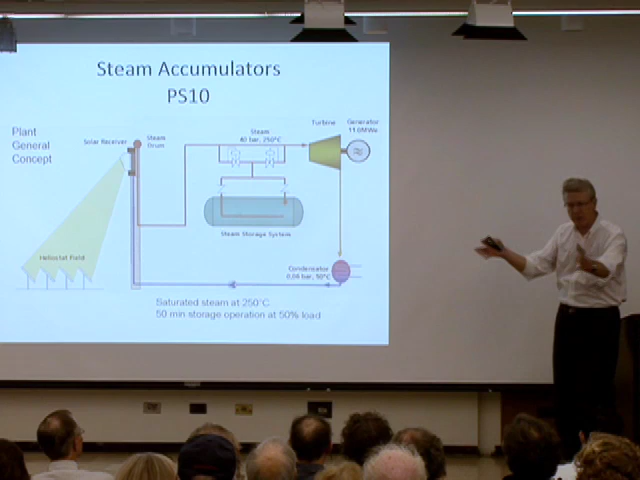 Steam Accumulators
PS10
Plant
General
Concept
Solar Receiver
Steam
Drum
Steam
40 bar, 250°C
Turbine
Generator
11.0MWe
Steam Storage System
Heliostat Field
Condensator
0.06 bar, 50°C
Saturated steam at 250°C
50 min storage operation at 50% load